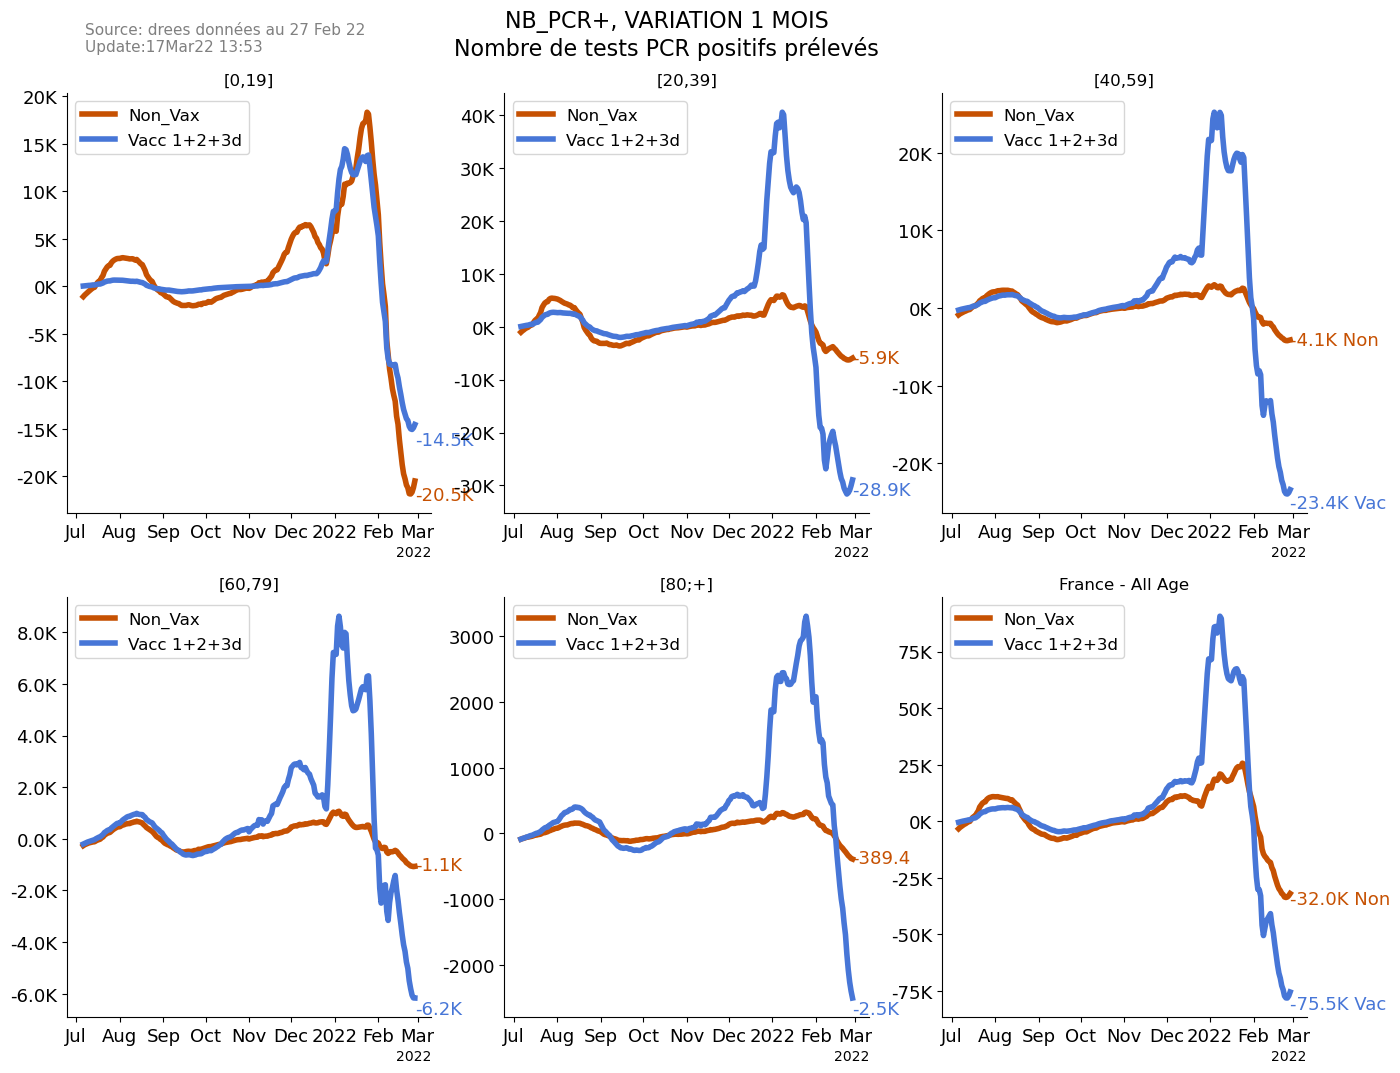 NB_PCR+, VARIATION 1 MOIS
Nombre de tests PCR positifs prélevés
Source: drees données au 27 Feb 22
Update:17Mar22 13:53
[0,19]
Non_Vax
Vacc 1+2+3d
20K
15K
10K
5K
0K
-5K
-10K
-15K
-20K
-14.5K
-20.5K
Jul Aug Sep Oct Nov Dec 2022 Feb Mar
2022
[20,39]
Non_Vax
Vacc 1+2+3d
40K
30K
20K
10K
0K
-10K
-20K
-30K
-5.9K
-28.9K
Jul Aug Sep Oct Nov Dec 2022 Feb Mar
2022
[40,59]
Non_Vax
Vacc 1+2+3d
20K
10K
0K
-10K
-20K
-4.1K Non
-23.4K Vac
Jul Aug Sep Oct Nov Dec 2022 Feb Mar
2022
[60,79]
Non_Vax
Vacc 1+2+3d
8.0K
6.0K
4.0K
2.0K
0.0K
-2.0K
-4.0K
-6.0K
-1.1K
-6.2K
Jul Aug Sep Oct Nov Dec 2022 Feb Mar
2022
[80;+]
Non_Vax
Vacc 1+2+3d
3000
2000
1000
0
-1000
-2000
-389.4
-2.5K
Jul Aug Sep Oct Nov Dec 2022 Feb Mar
2022
France - All Age
Non_Vax
Vacc 1+2+3d
75K
50K
25K
0K
-25K
-50K
-75K
-32.0K Non
-75.5K Vac
Jul Aug Sep Oct Nov Dec 2022 Feb Mar
2022